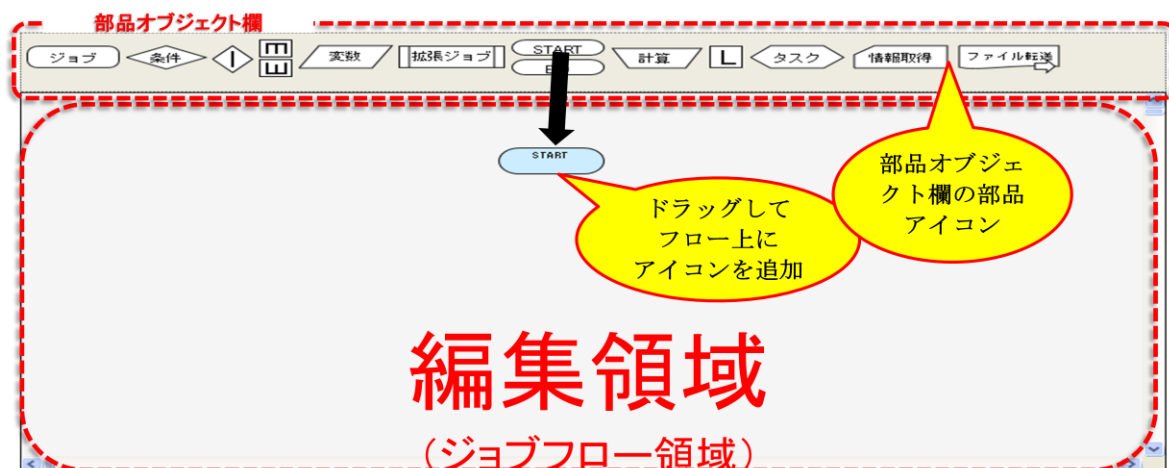 部品オブジェクト欄
ジョブ 条件 変数 拡張ジョブ START 計算 L タスク 情報取得 ファイル転送
START
部品オブジェ
クト欄の部品
アイコン
ドラッグして
フロー上に
アイコンを追加
編集領域
(ジョブフロー領域)